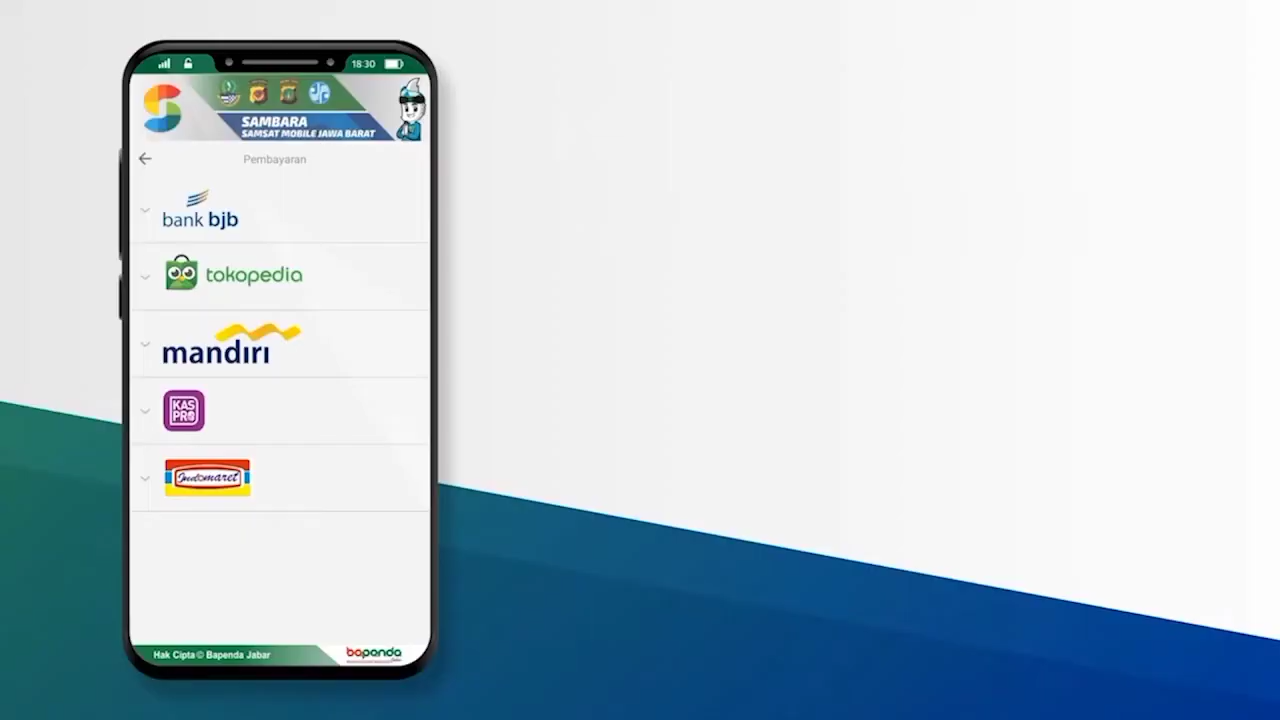 18:30
SAMBARA
SAMSAT MOBILE JAWA BARAT
Pembayaran
bank bjb
tokopedia
mandiri
KAS
PRO
Indomaret
Hak Cipta © Bapenda Jabar
bapenda